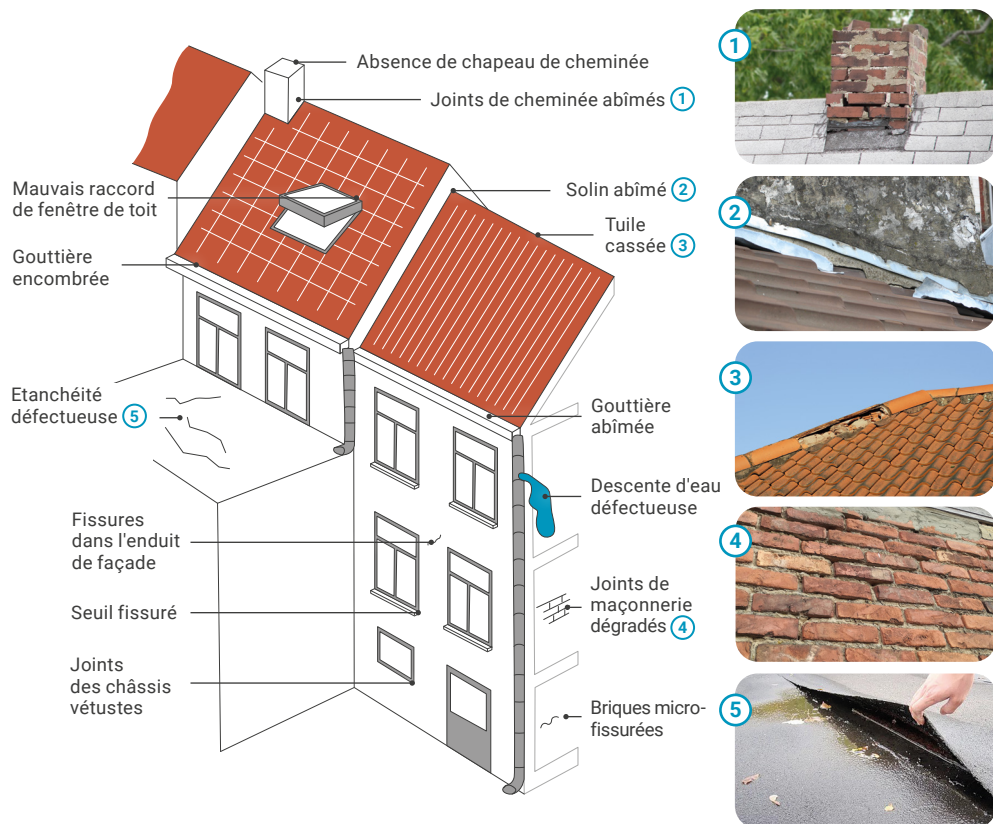 Absence de chapeau de cheminée
Joints de cheminée abîmés 1
Mauvais raccord
de fenêtre de toit
Solin abîmé 2
Tuile
cassée 3
Gouttière
encombrée
Etanchéité
défectueuse 5
Gouttière
abîmée
Descente d'eau
défectueuse
Fissures
dans l'enduit
de façade
Seuil fissuré
Joints de
maçonnerie
dégradés 4
Joints
des châssis
vétustes
Briques micro-
fissurées
1
2
3
4
5